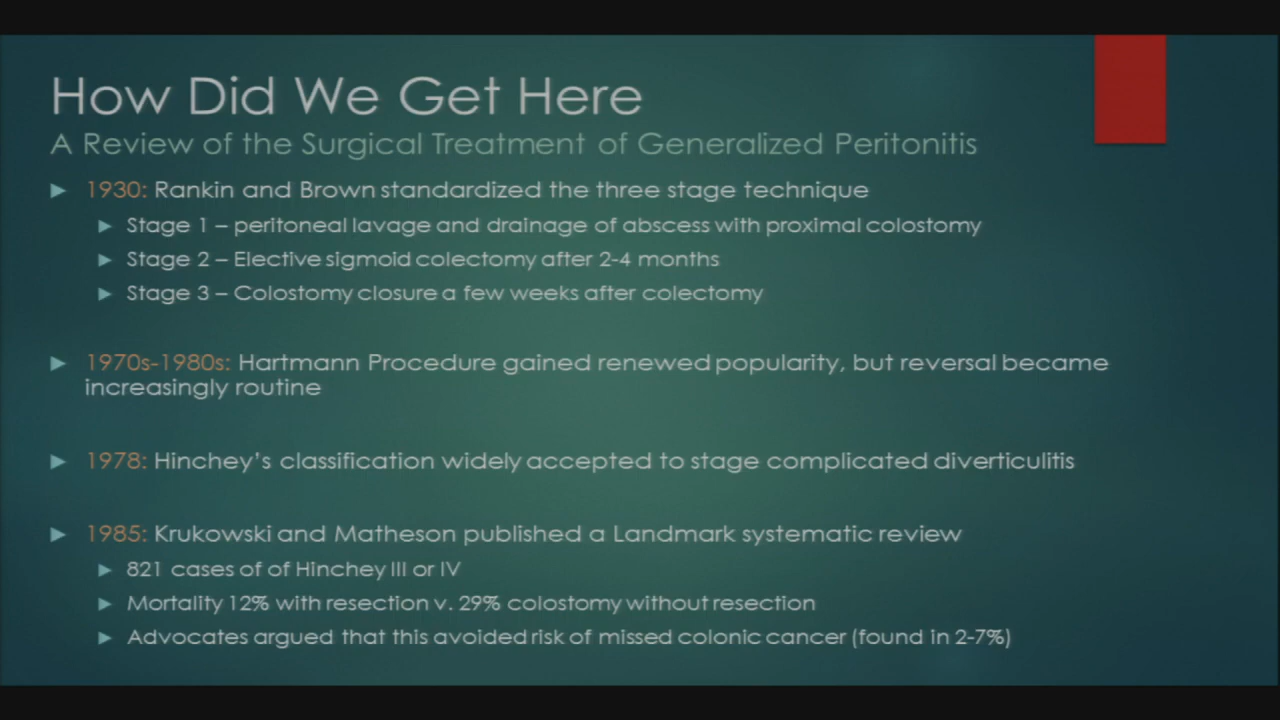 How Did We Get Here
A Review of the Surgical Treatment of Generalized Peritonitis
1930: Rankin and Brown standardized the three stage technique
Stage 1 – peritoneal lavage and drainage of abscess with proximal colostomy
Stage 2 – Elective sigmoid colectomy after 2-4 months
Stage 3 – Colostomy closure a few weeks after colectomy
1970s-1980s: Hartmann Procedure gained renewed popularity, but reversal became
increasingly routine
1978: Hinchey's classification widely accepted to stage complicated diverticulitis
1985: Krukowski and Matheson published a Landmark systematic review
821 cases of of Hinchey III or IV
Mortality 12% with resection v. 29% colostomy without resection
Advocates argued that this avoided risk of missed colonic cancer (found in 2-7%)